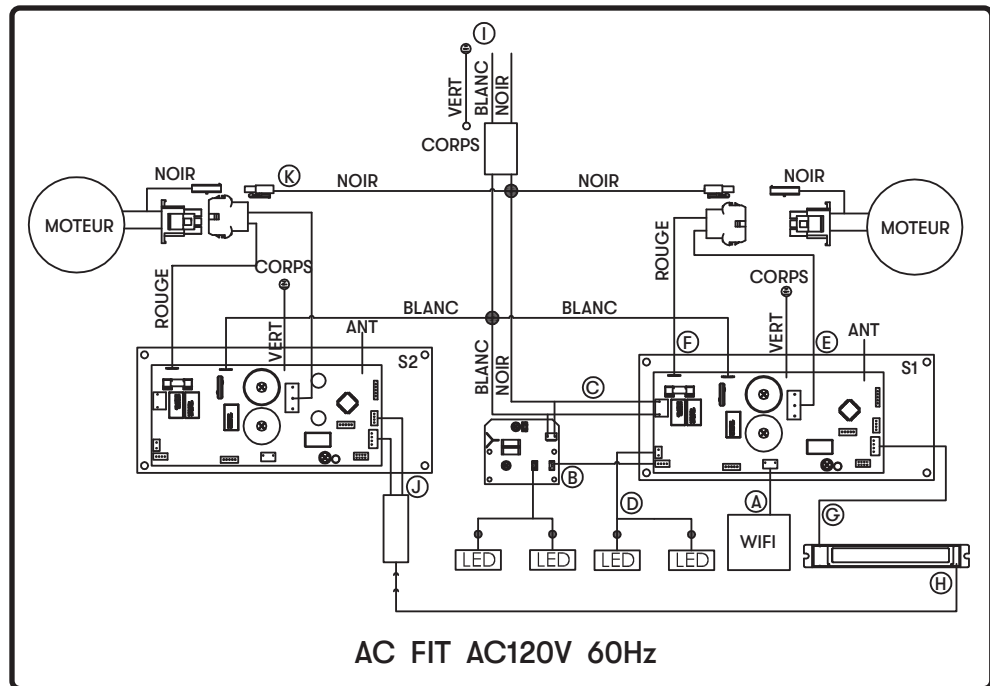 I
VERT
BLANC
NOIR
CORPS
NOIR
K
NOIR
NOIR
NOIR
MOTEUR
MOTEUR
ROUGE
CORPS
VERT
BLANC
BLANC
ANT
ROUGE
CORPS
VERT
ANT
S2
BLANC
NOIR
C
F
E
S1
J
B
D
A
G
H
LED
LED
LED
LED
WIFI
AC FIT AC120V 60Hz